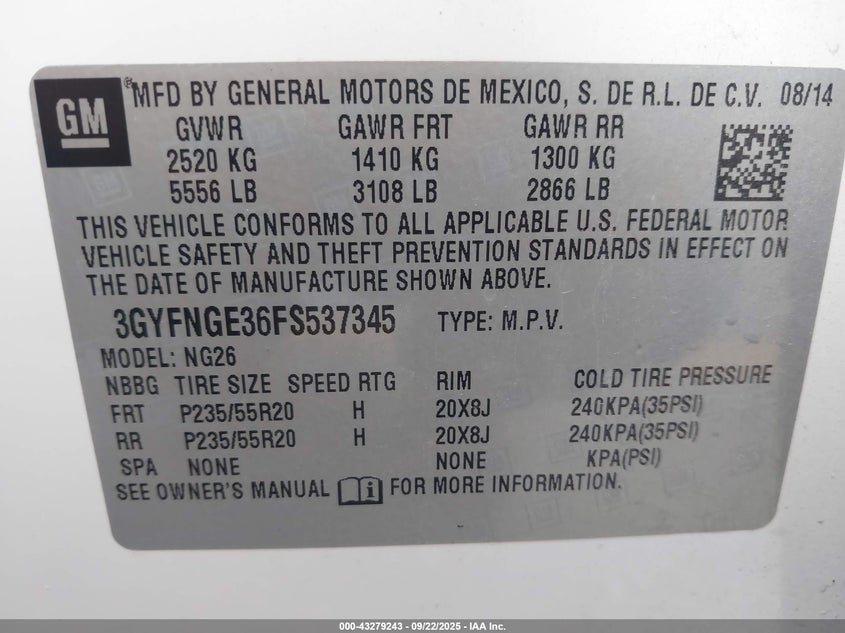 GM ® MFD BY GENERAL MOTORS DE MEXICO, S. DE R.L. DE C.V. 08/14
GVWR GAWR FRT GAWR RR
2520 KG 1410 KG 1300 KG
5556 LB 3108 LB 2866 LB
THIS VEHICLE CONFORMS TO ALL APPLICABLE U.S. FEDERAL MOTOR
VEHICLE SAFETY AND THEFT PREVENTION STANDARDS IN EFFECT ON
THE DATE OF MANUFACTURE SHOWN ABOVE.
3GYFNGE36FS537345 TYPE: M.P.V.
MODEL: NG26
NBBG TIRE SIZE SPEED RTG RIM COLD TIRE PRESSURE
FRT P235/55R20 H 20X8J 240KPA(35PSI)
RR P235/55R20 H 20X8J 240KPA(35PSI)
SPA NONE NONE KPA(PSI)
SEE OWNER'S MANUAL i FOR MORE INFORMATION.
000-43279243 - 09/22/2025 - IAA Inc.